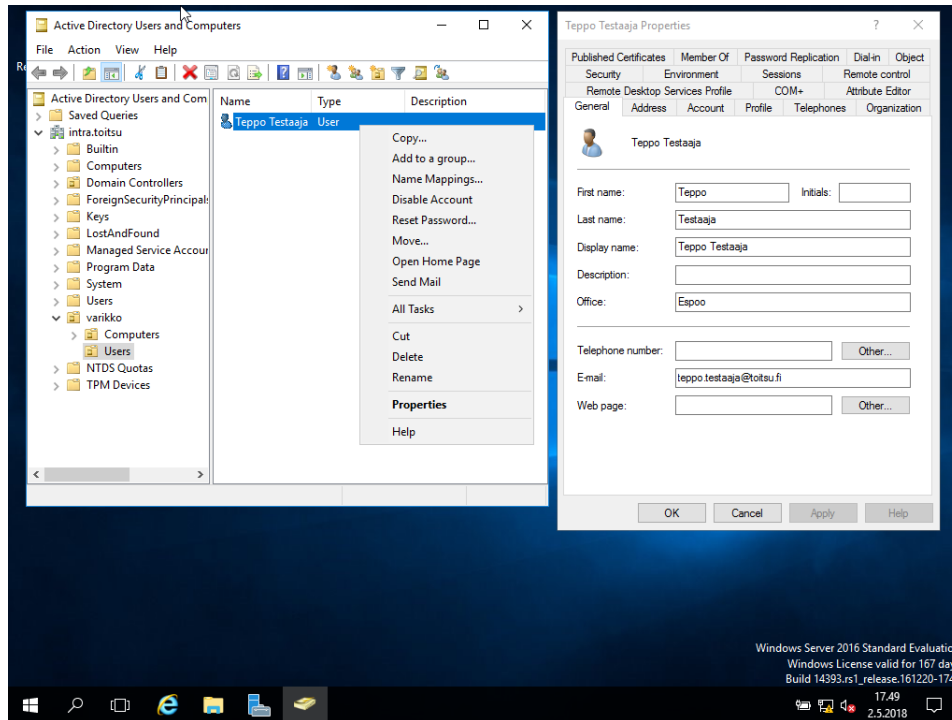 Active Directory Users and Computers
File Action View Help
Active Directory Users and Com
Saved Queries
intra.toitsu
Builtin
Computers
Domain Controllers
ForeignSecurityPrincipals
Keys
LostAndFound
Managed Service Accour
Program Data
System
Users
varikko
Computers
Users
NTDS Quotas
TPM Devices
Name Type Description
Teppo Testaaja User
Copy...
Add to a group...
Name Mappings...
Disable Account
Reset Password...
Move...
Open Home Page
Send Mail
All Tasks
Cut
Delete
Rename
Properties
Help
Teppo Testaaja Properties
Published Certificates Member Of Password Replication Dial-in Object
Security Environment Sessions Remote control
Remote Desktop Services Profile COM+ Attribute Editor
General Address Account Profile Telephones Organization
Teppo Testaaja
First name: Teppo Initials:
Last name: Testaaja
Display name: Teppo Testaaja
Description:
Office: Espoo
Telephone number: Other...
E-mail: teppo.testaaja@toitsu.fi
Web page: Other...
OK Cancel Apply Help
Windows Server 2016 Standard Evaluatio
Windows License valid for 167 day
Build 14393.rs1_release.161220-174
17.49
2.5.2018